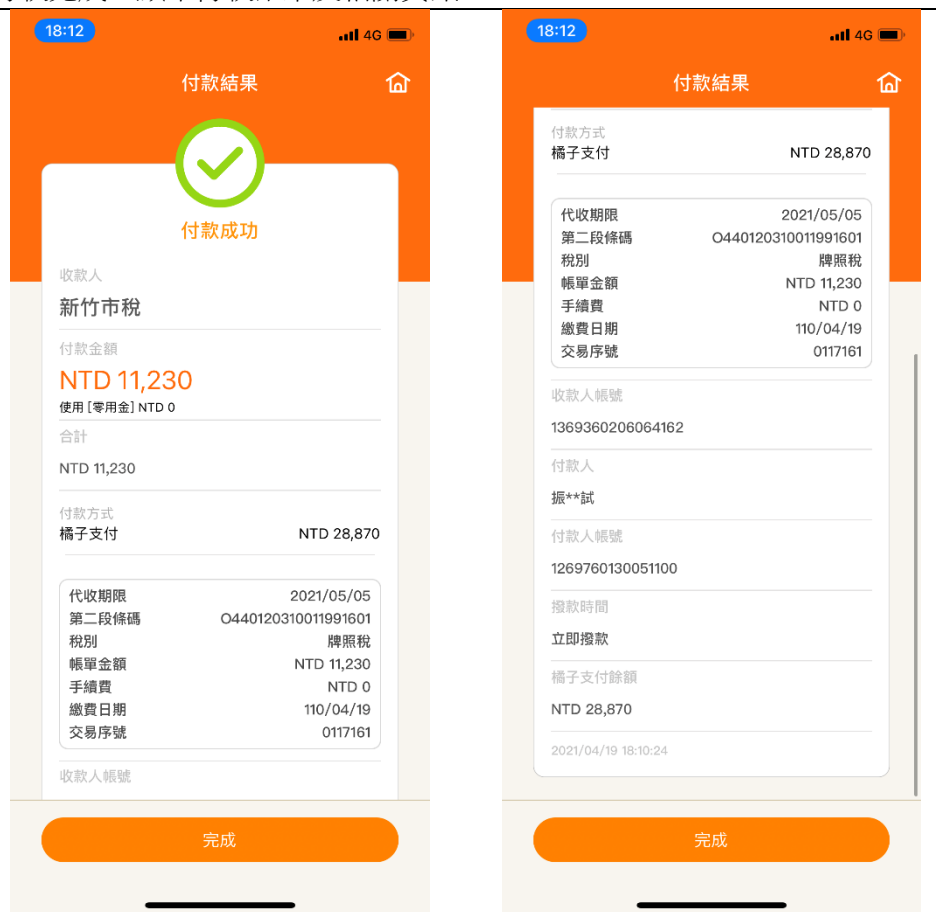 18:12
4G
付款結果
付款成功
收款人
新竹市稅
付款金額
NTD 11,230
使用 [零用金] NTD 0
合計
NTD 11,230
付款方式
橘子支付 NTD 28,870
代收期限 2021/05/05
第二段條碼 O440120310011991601
稅別 牌照稅
帳單金額 NTD 11,230
手續費 NTD 0
繳費日期 110/04/19
交易序號 0117161
收款人帳號
完成
18:12
4G
付款結果
付款方式
橘子支付 NTD 28,870
代收期限 2021/05/05
第二段條碼 O440120310011991601
稅別 牌照稅
帳單金額 NTD 11,230
手續費 NTD 0
繳費日期 110/04/19
交易序號 0117161
收款人帳號
1369360206064162
付款人
振**試
付款人帳號
1269760130051100
撥款時間
立即撥款
橘子支付餘額
NTD 28,870
2021/04/19 18:10:24
完成